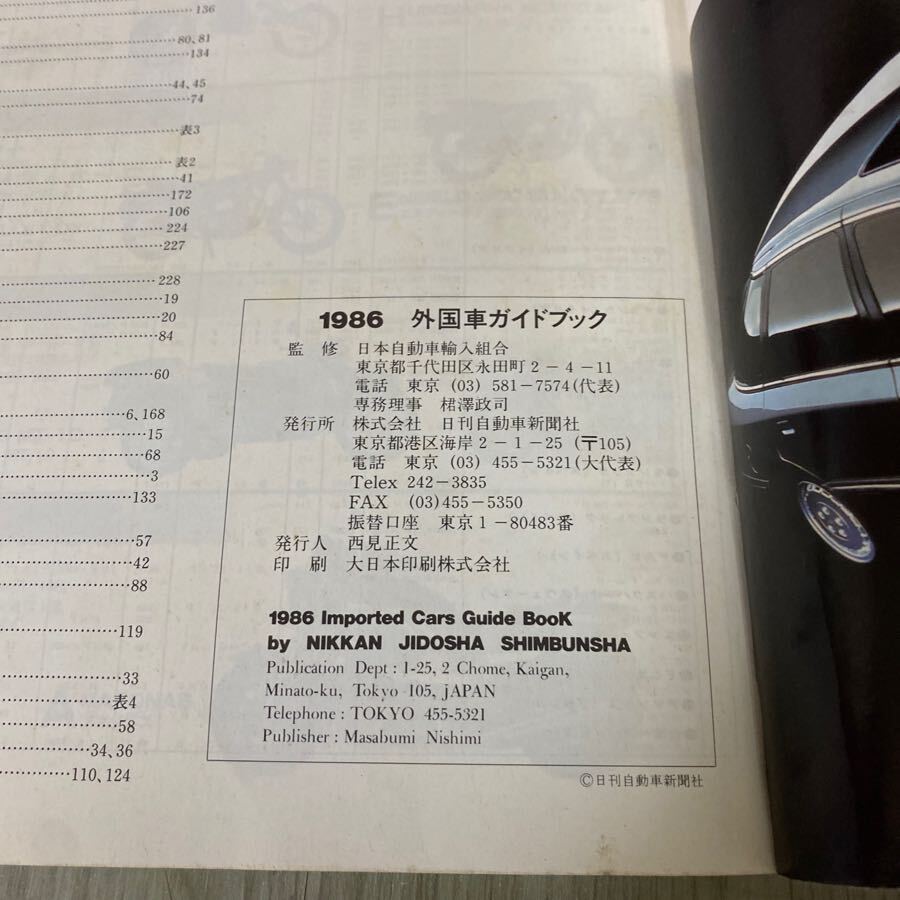 136
80、81
134
44、45
74
表3
表2
41
172
106
224
227
228
19
20
84
60
6、168
15
68
3
133
57
42
88
119
33
表4
58
34、36
110、124
1986 外国車ガイドブック
監 修 日本自動車輸入組合
東京都千代田区永田町2-4-11
電話 東京 (03) 581-7574(代表)
専務理事 桾澤政司
発行所 株式会社 日刊自動車新聞社
東京都港区海岸2-1-25 (〒105)
電話 東京 (03) 455-5321(大代表)
Telex 242-3835
FAX (03)455-5350
振替口座 東京1-80483番
発行人 西見正文
印 刷 大日本印刷株式会社
1986 Imported Cars Guide BooK
by NIKKAN JIDOSHA SHIMBUNSHA
Publication Dept : 1-25, 2 Chome, Kaigan,
Minato-ku, Tokyo 105, JAPAN
Telephone : TOKYO 455-5321
Publisher : Masabumi Nishimi
©日刊自動車新聞社